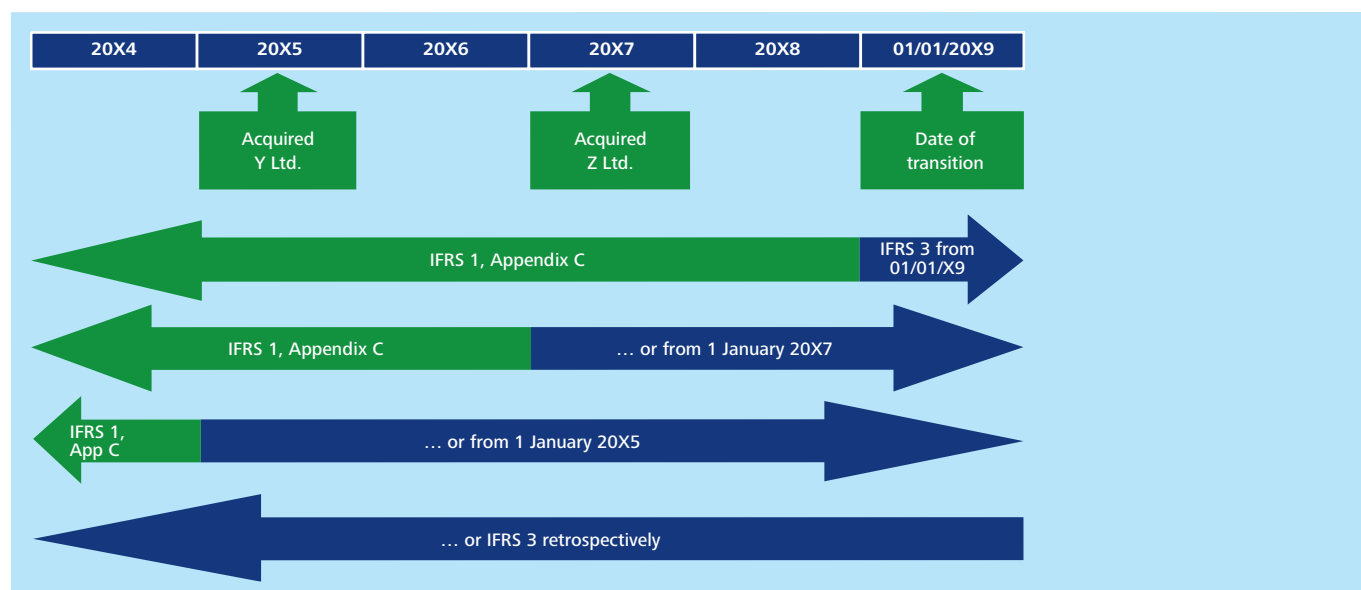 20X4 20X5 20X6 20X7 20X8 01/01/20X9
Acquired
Y Ltd.
Acquired
Z Ltd.
Date of
transition
IFRS 1, Appendix C
IFRS 3 from
01/01/X9
IFRS 1, Appendix C
… or from 1 January 20X7
IFRS 1,
App C
… or from 1 January 20X5
… or IFRS 3 retrospectively